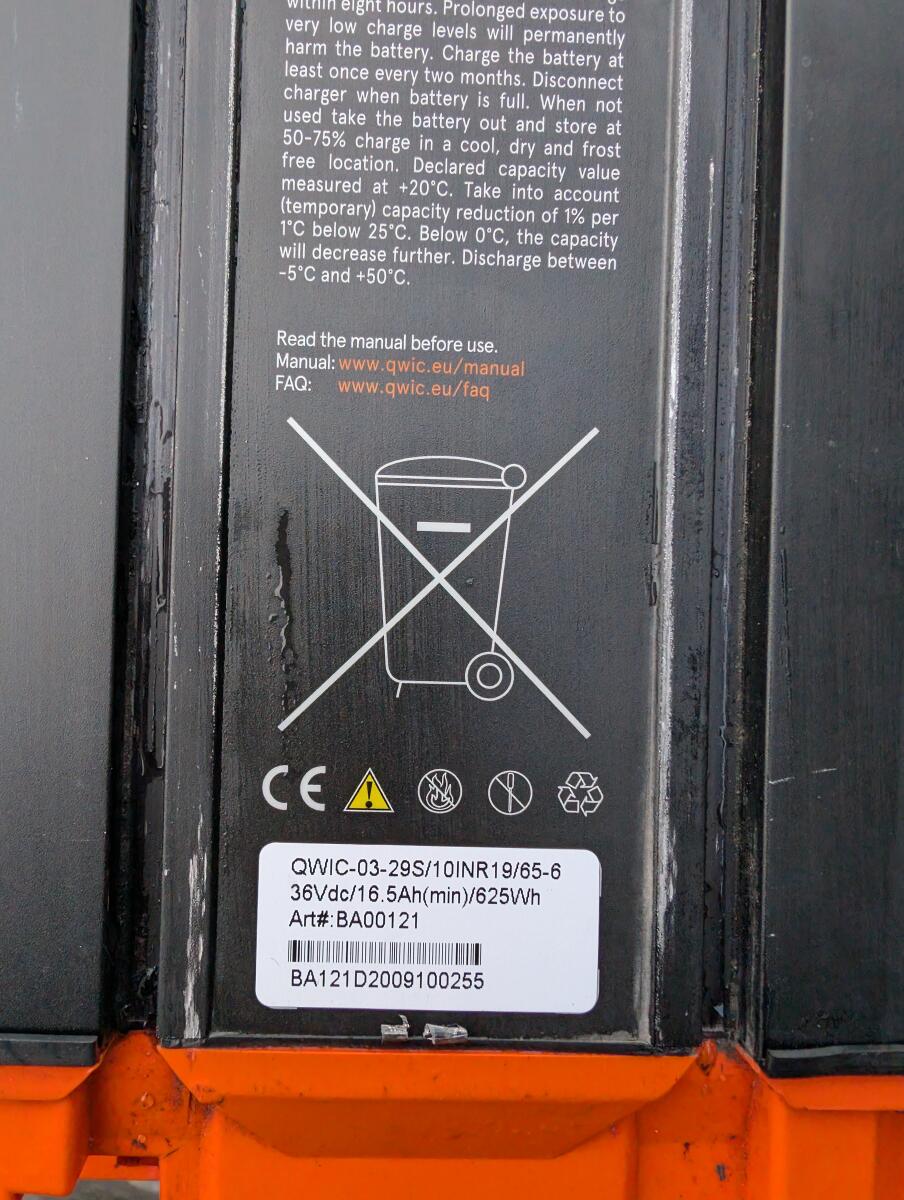 within eight hours. Prolonged exposure to
very low charge levels will permanently
harm the battery. Charge the battery at
least once every two months. Disconnect
charger when battery is full. When not
used take the battery out and store at
50-75% charge in a cool, dry and frost
free location. Declared capacity value
measured at +20°C. Take into account
(temporary) capacity reduction of 1% per
1°C below 25°C. Below 0°C, the capacity
will decrease further. Discharge between
-5°C and +50°C.
Read the manual before use.
Manual: www.qwic.eu/manual
FAQ: www.qwic.eu/faq
CE
QWIC-03-29S/10INR19/65-6
36Vdc/16.5Ah(min)/625Wh
Art#:BA00121
BA121D2009100255